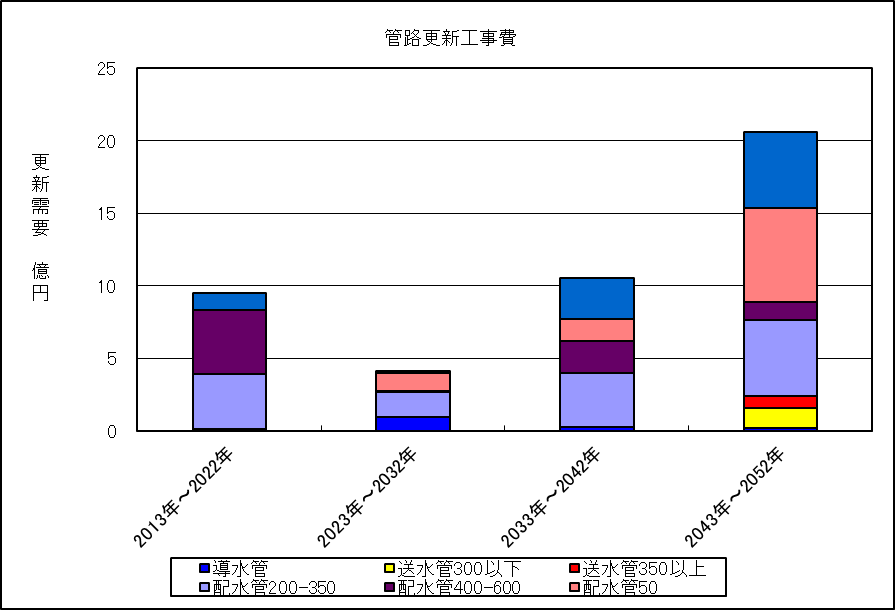 管路更新工事費
更新需要 億円
25
20
15
10
5
0
2013年～2022年
2023年～2032年
2033年～2042年
2043年～2052年
導水管 送水管300以下 送水管350以上
配水管200-350 配水管400-600 配水管50